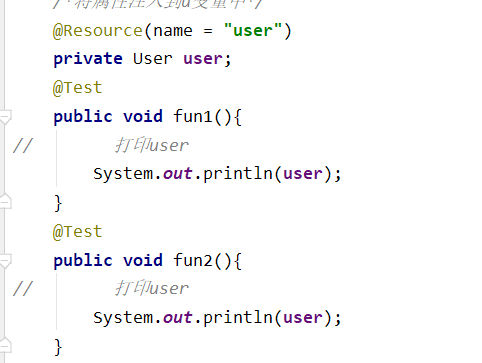 /*将属性注入到u变量中*/
@Resource(name = "user")
private User user;
@Test
public void fun1(){
// 打印user
System.out.println(user);
}
@Test
public void fun2(){
// 打印user
System.out.println(user);
}